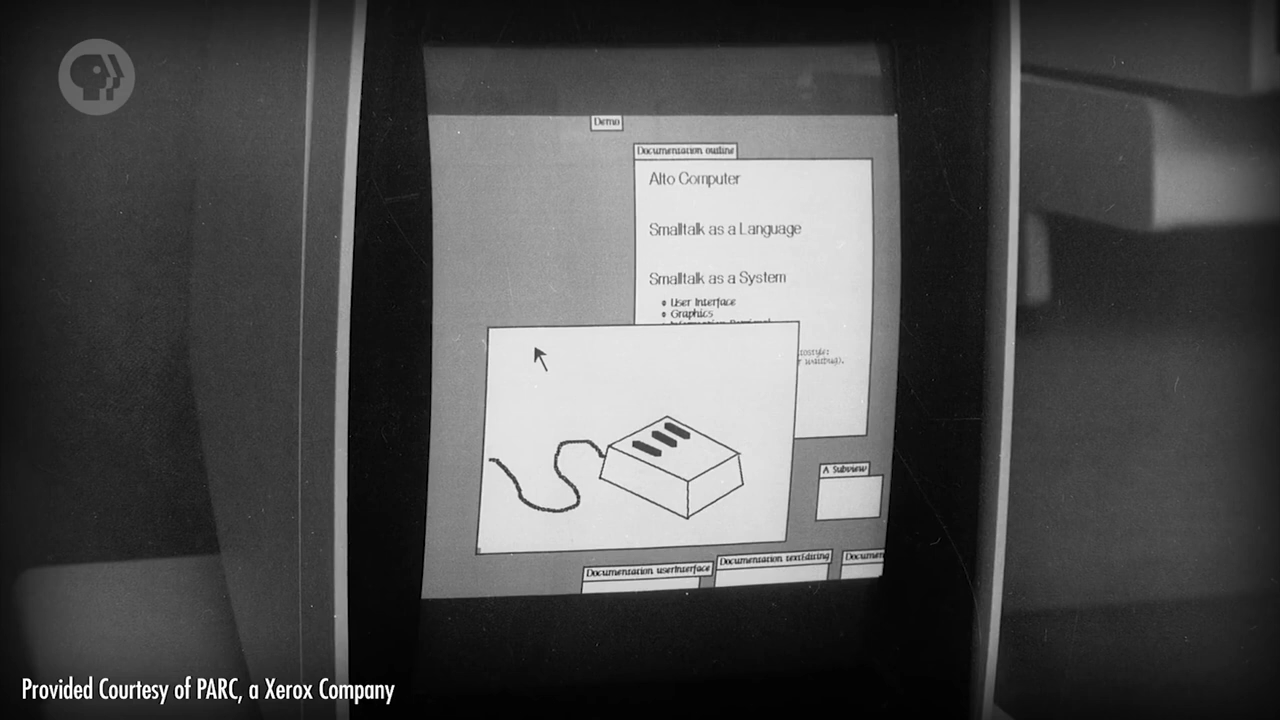 Demo
Documentation outline
Alto Computer
Smalltalk as a Language
Smalltalk as a System
User Interface
Graphics
A Subview
Documentation userInterface
Documentation textEditing
Documen
Provided Courtesy of PARC, a Xerox Company